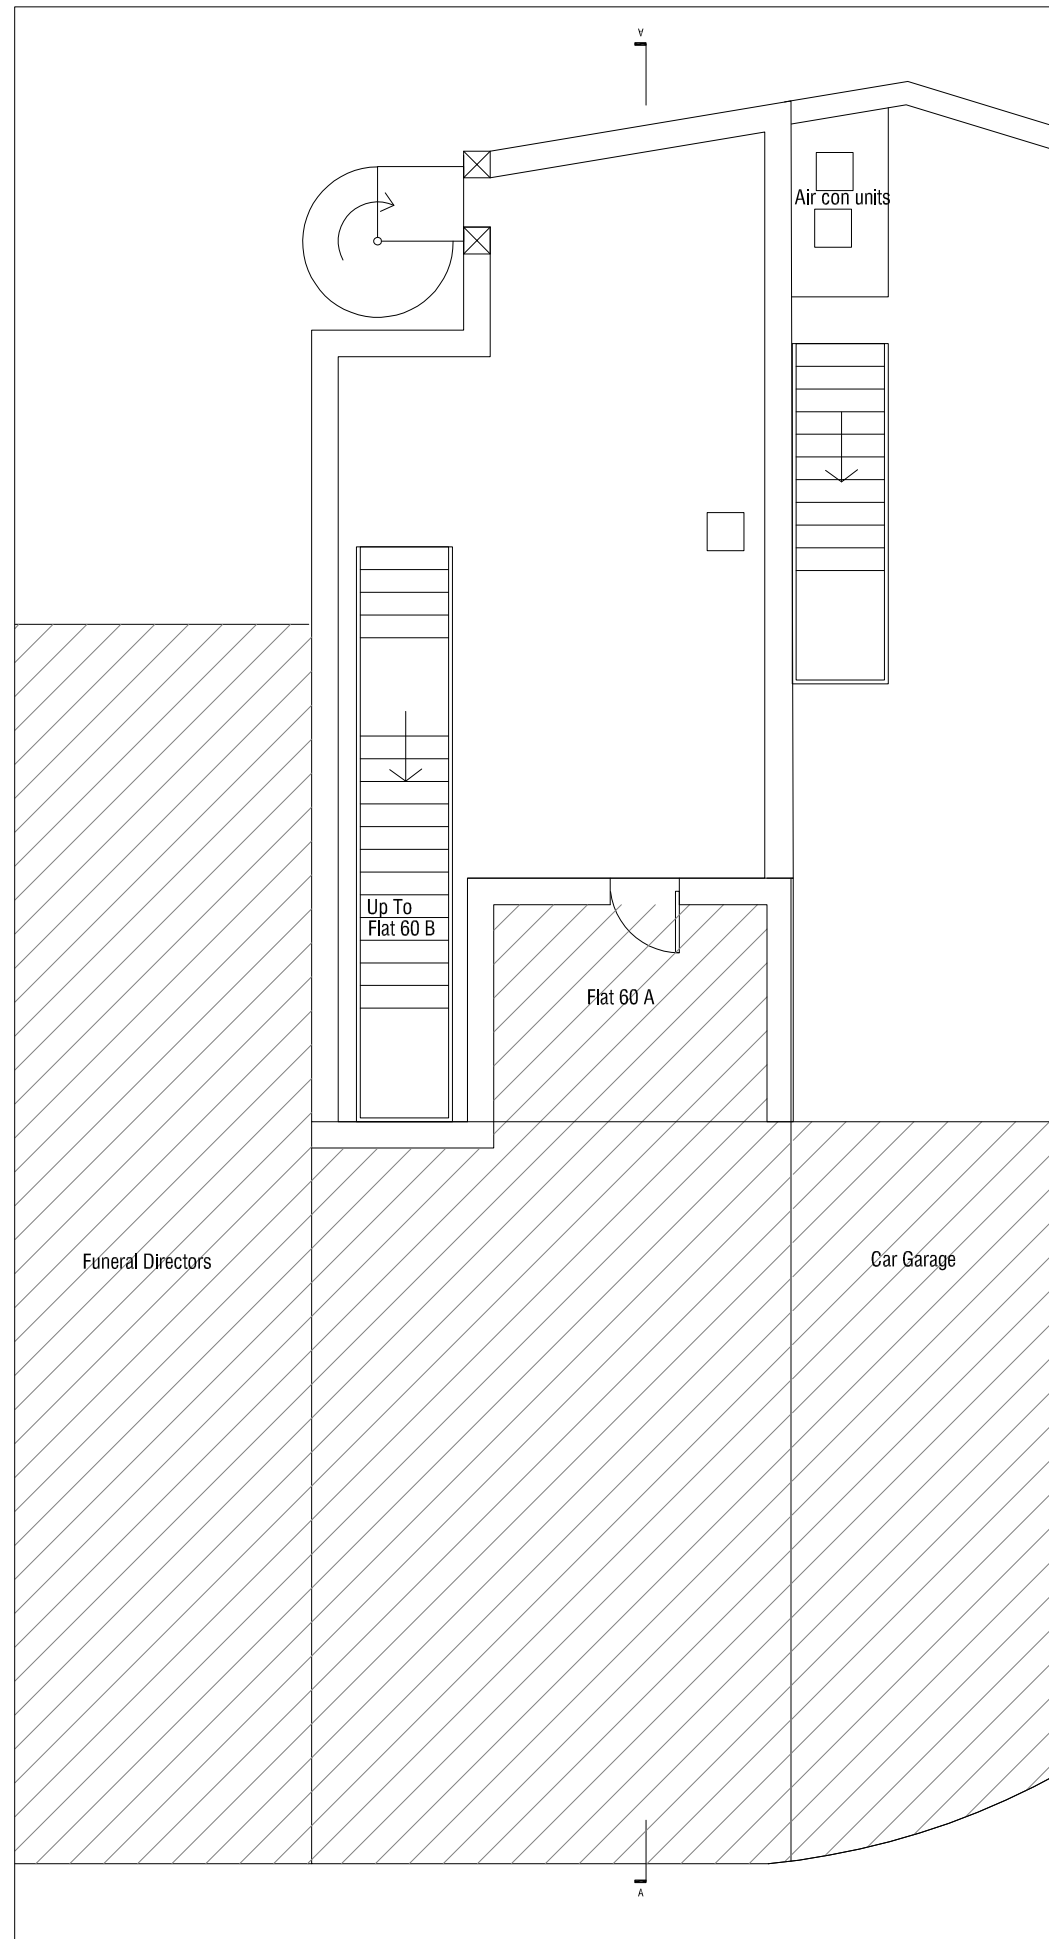 A
Air con units
Up To
Flat 60 B
Flat 60 A
Funeral Directors
Car Garage
A